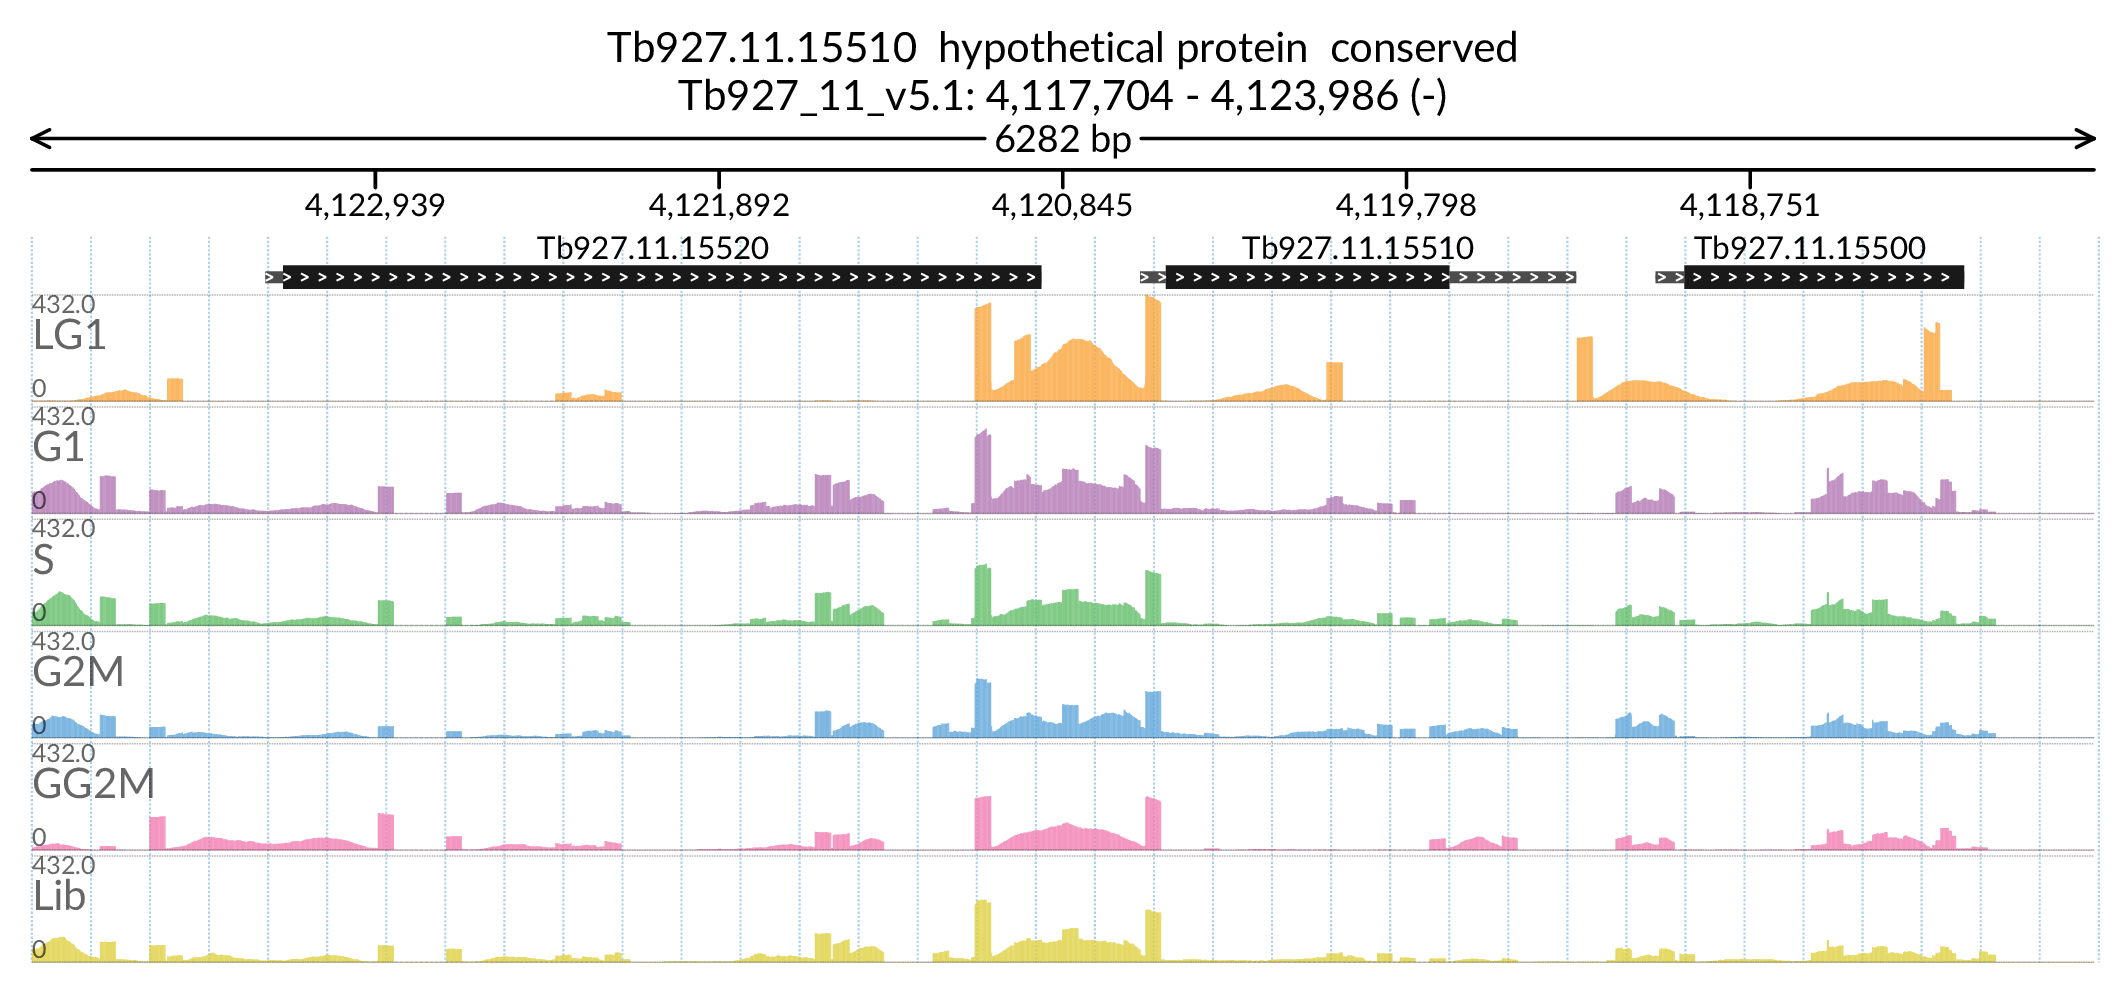 Tb927.11.15510 hypothetical protein conserved
Tb927_11_v5.1: 4,117,704 - 4,123,986 (-)
6282 bp
4,122,939 4,121,892 4,120,845 4,119,798 4,118,751
Tb927.11.15520 Tb927.11.15510 Tb927.11.15500
432.0
LG1
0
432.0
G1
0
432.0
S
0
432.0
G2M
0
432.0
GG2M
0
432.0
Lib
0